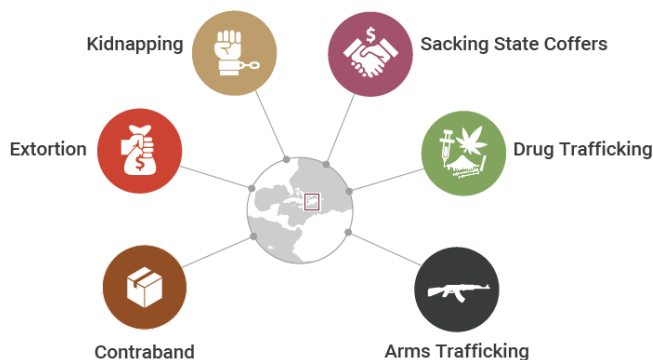 Kidnapping
Sacking State Coffers
Extortion
$
$
Drug Trafficking
Contraband
Arms Trafficking